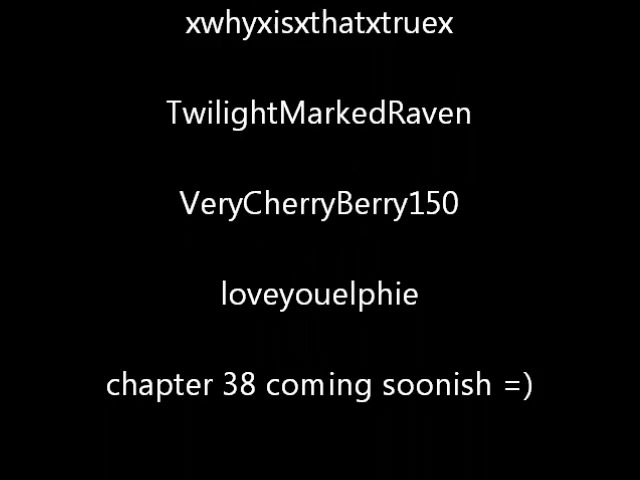 xwhyxisxthatxtruex
TwilightMarkedRaven
VeryCherryBerry150
loveyouelphie
chapter 38 coming soonish =)